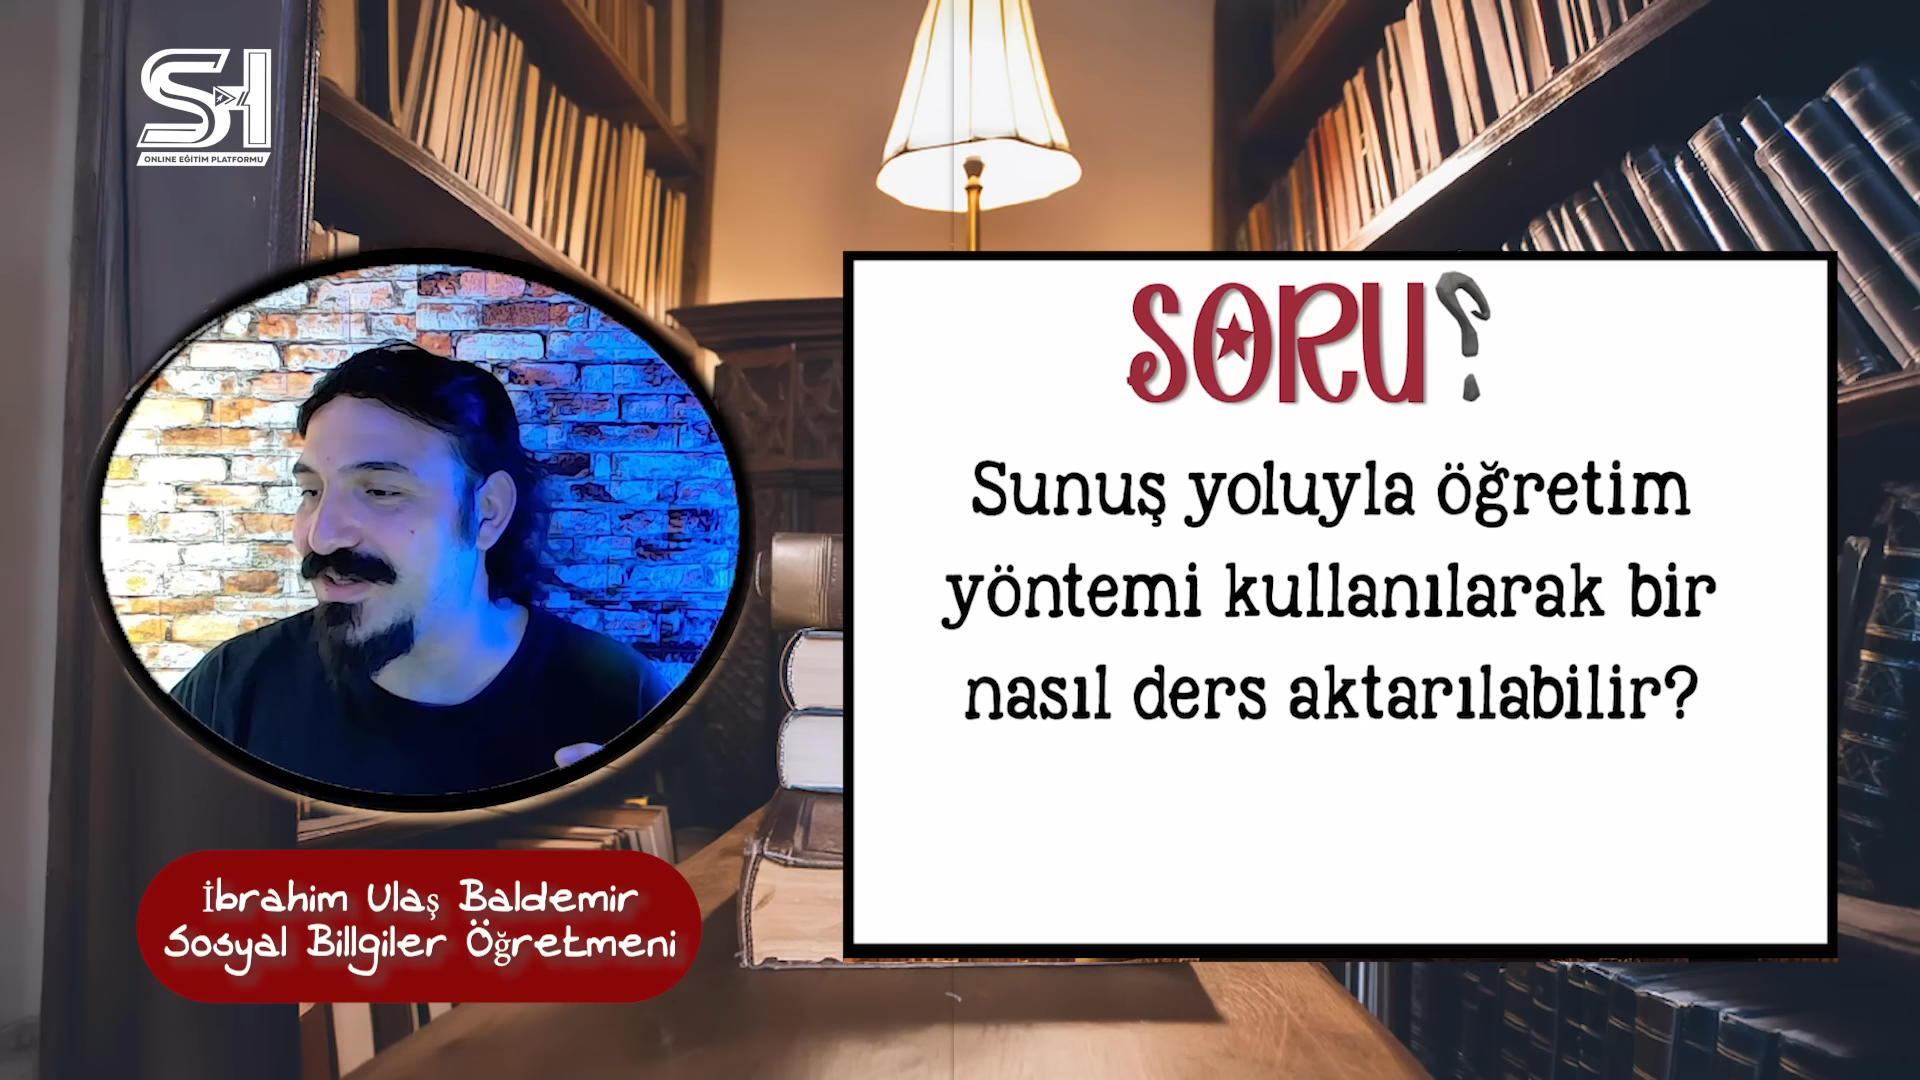 SH
ONLINE EĞİTİM PLATFORMU
SORU?
Sunuş yoluyla öğretim
yöntemi kullanılarak bir
nasıl ders aktarılabilir?
İbrahim Ulaş Baldemir
Sosyal Billgiler Öğretmeni